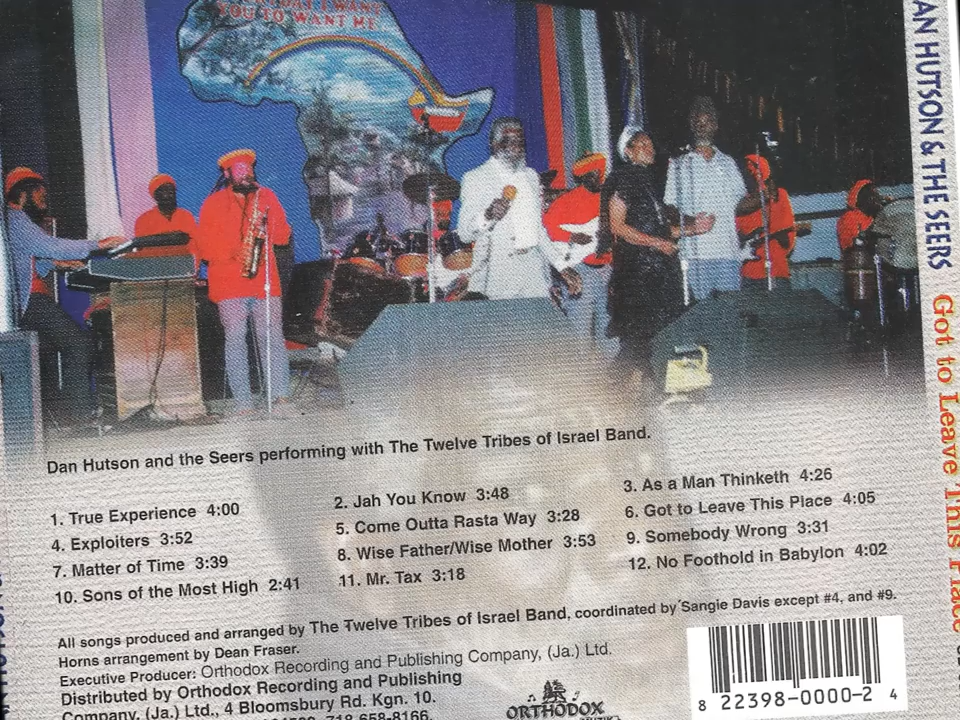 YOU TO WANT ME
Dan Hutson and the Seers performing with The Twelve Tribes of Israel Band.
1. True Experience 4:00
2. Jah You Know 3:48
3. As a Man Thinketh 4:26
4. Exploiters 3:52
5. Come Outta Rasta Way 3:28
6. Got to Leave This Place 4:05
7. Matter of Time 3:39
8. Wise Father/Wise Mother 3:53
9. Somebody Wrong 3:31
10. Sons of the Most High 2:41
11. Mr. Tax 3:18
12. No Foothold in Babylon 4:02
All songs produced and arranged by The Twelve Tribes of Israel Band, coordinated by Sangie Davis except #4, and #9.
Horns arrangement by Dean Fraser.
Executive Producer: Orthodox Recording and Publishing Company, (Ja.) Ltd.
Distributed by Orthodox Recording and Publishing
Company, (Ja.) Ltd., 4 Bloomsbury Rd. Kgn. 10.
718 658-8166.
ORTHODOX
8 22398-0000-2 4
AN HUTSON & THE SEERS Got to Leave This Place